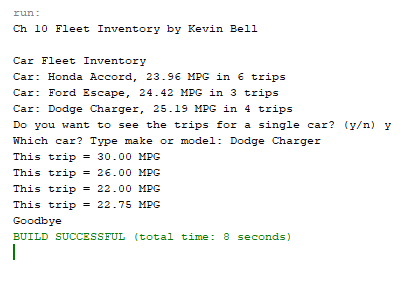 run:
Ch 10 Fleet Inventory by Kevin Bell
Car Fleet Inventory
Car: Honda Accord, 23.96 MPG in 6 trips
Car: Ford Escape, 24.42 MPG in 3 trips
Car: Dodge Charger, 25.19 MPG in 4 trips
Do you want to see the trips for a single car? (y/n) y
Which car? Type make or model: Dodge Charger
This trip = 30.00 MPG
This trip = 26.00 MPG
This trip = 22.00 MPG
This trip = 22.75 MPG
Goodbye
BUILD SUCCESSFUL (total time: 8 seconds)